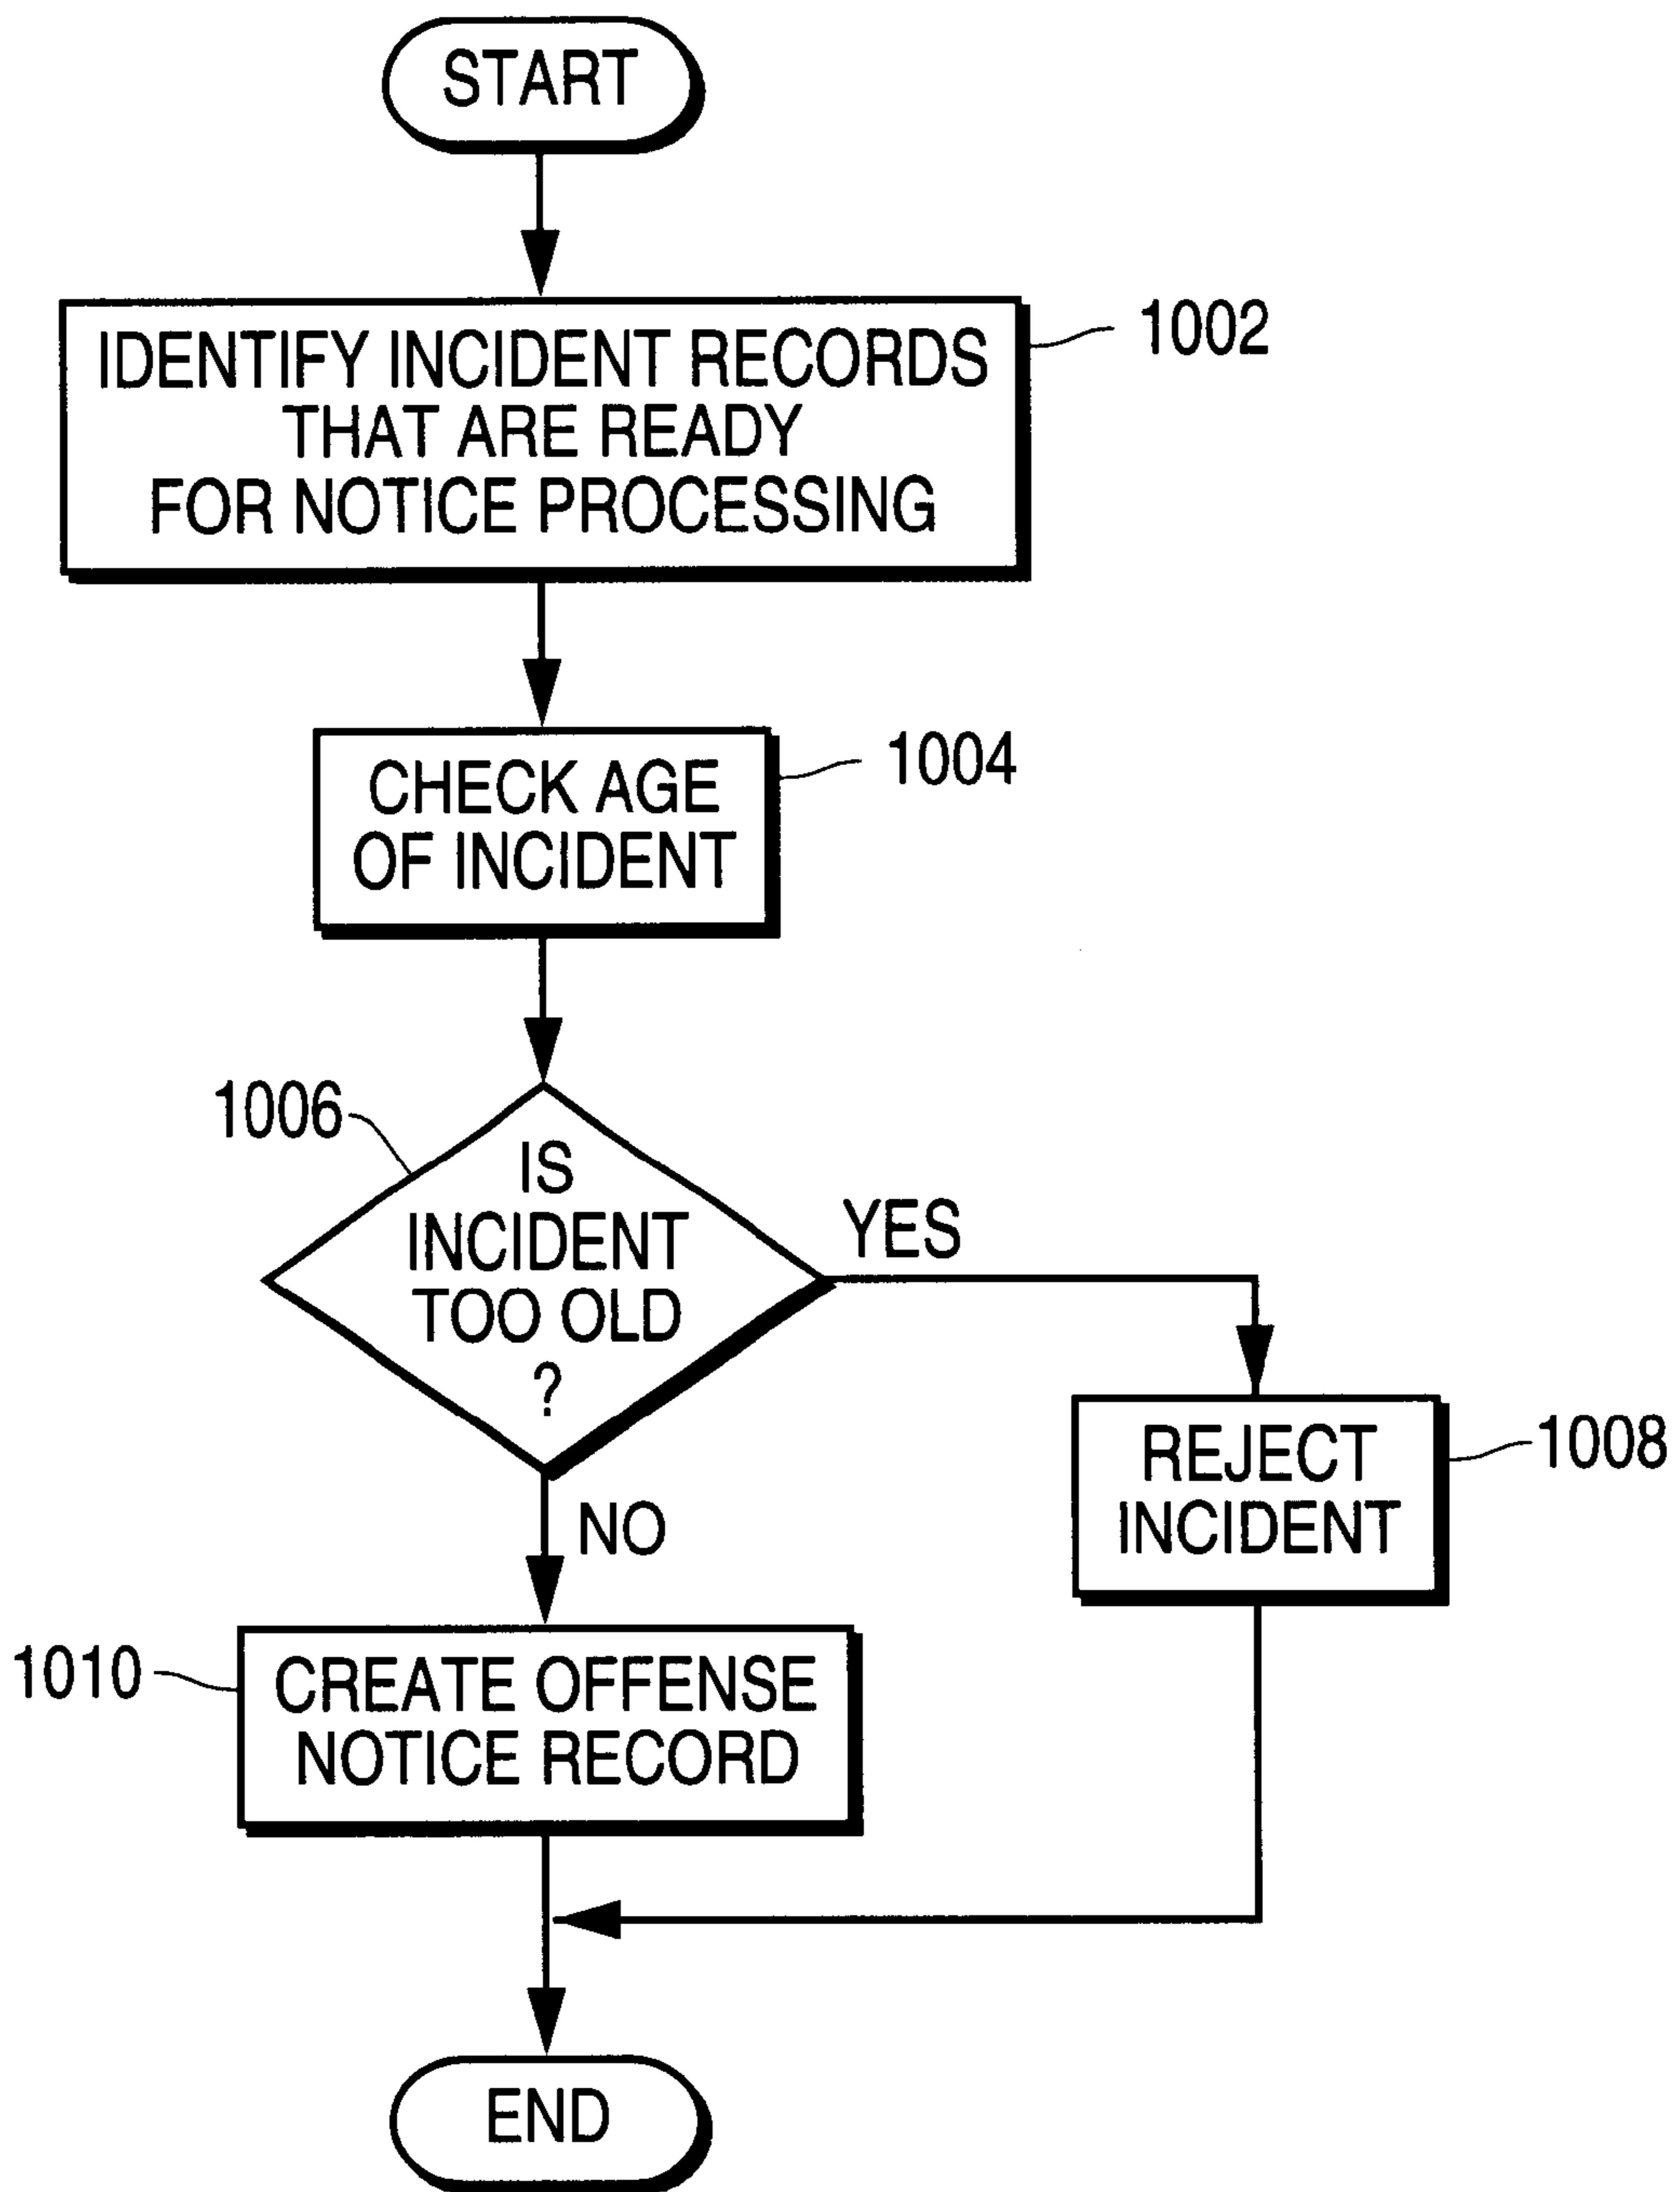 START
IDENTIFY INCIDENT RECORDS
THAT ARE READY
FOR NOTICE PROCESSING
1002
CHECK AGE
OF INCIDENT
1004
1006
IS
INCIDENT
TOO OLD
?
YES
NO
REJECT
INCIDENT
1008
1010
CREATE OFFENSE
NOTICE RECORD
END